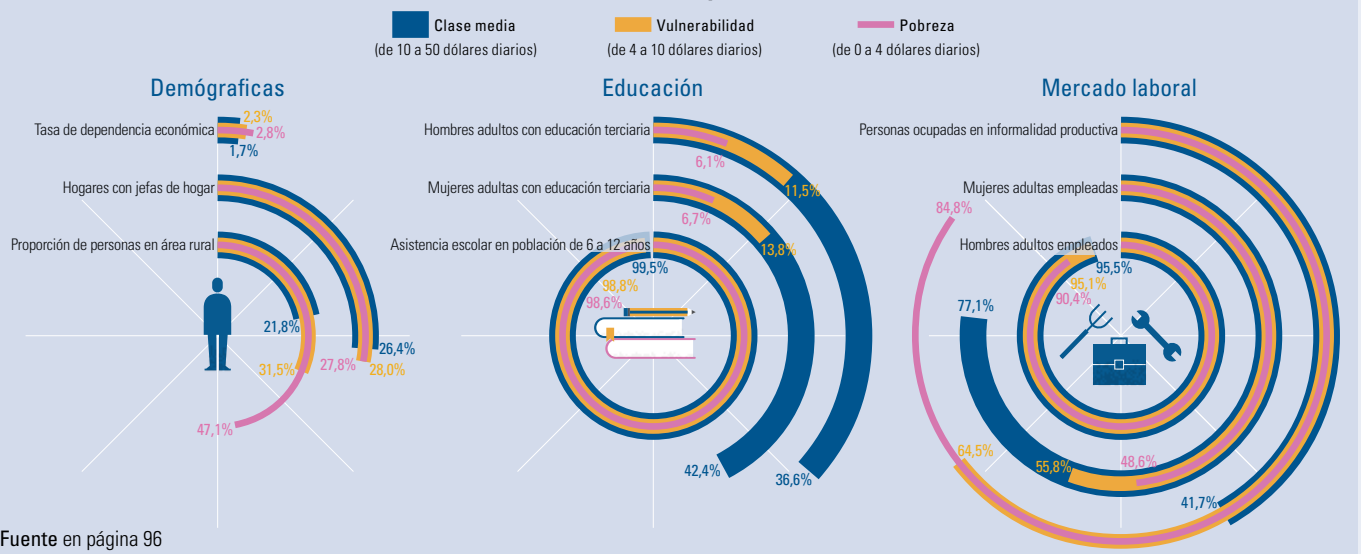 Clase media
(de 10 a 50 dólares diarios)
Vulnerabilidad
(de 4 a 10 dólares diarios)
Pobreza
(de 0 a 4 dólares diarios)
Demógraficas
Tasa de dependencia económica
2,3%
2,8%
1,7%
Hogares con jefas de hogar
26,4%
27,8%
28,0%
Proporción de personas en área rural
21,8%
31,5%
47,1%
Educación
Hombres adultos con educación terciaria
6,1%
11,5%
36,6%
Mujeres adultas con educación terciaria
6,7%
13,8%
42,4%
Asistencia escolar en población de 6 a 12 años
99,5%
98,8%
98,6%
Mercado laboral
Personas ocupadas en informalidad productiva
84,8%
64,5%
41,7%
Mujeres adultas empleadas
77,1%
55,8%
48,6%
Hombres adultos empleados
95,5%
95,1%
90,4%
Fuente en página 96